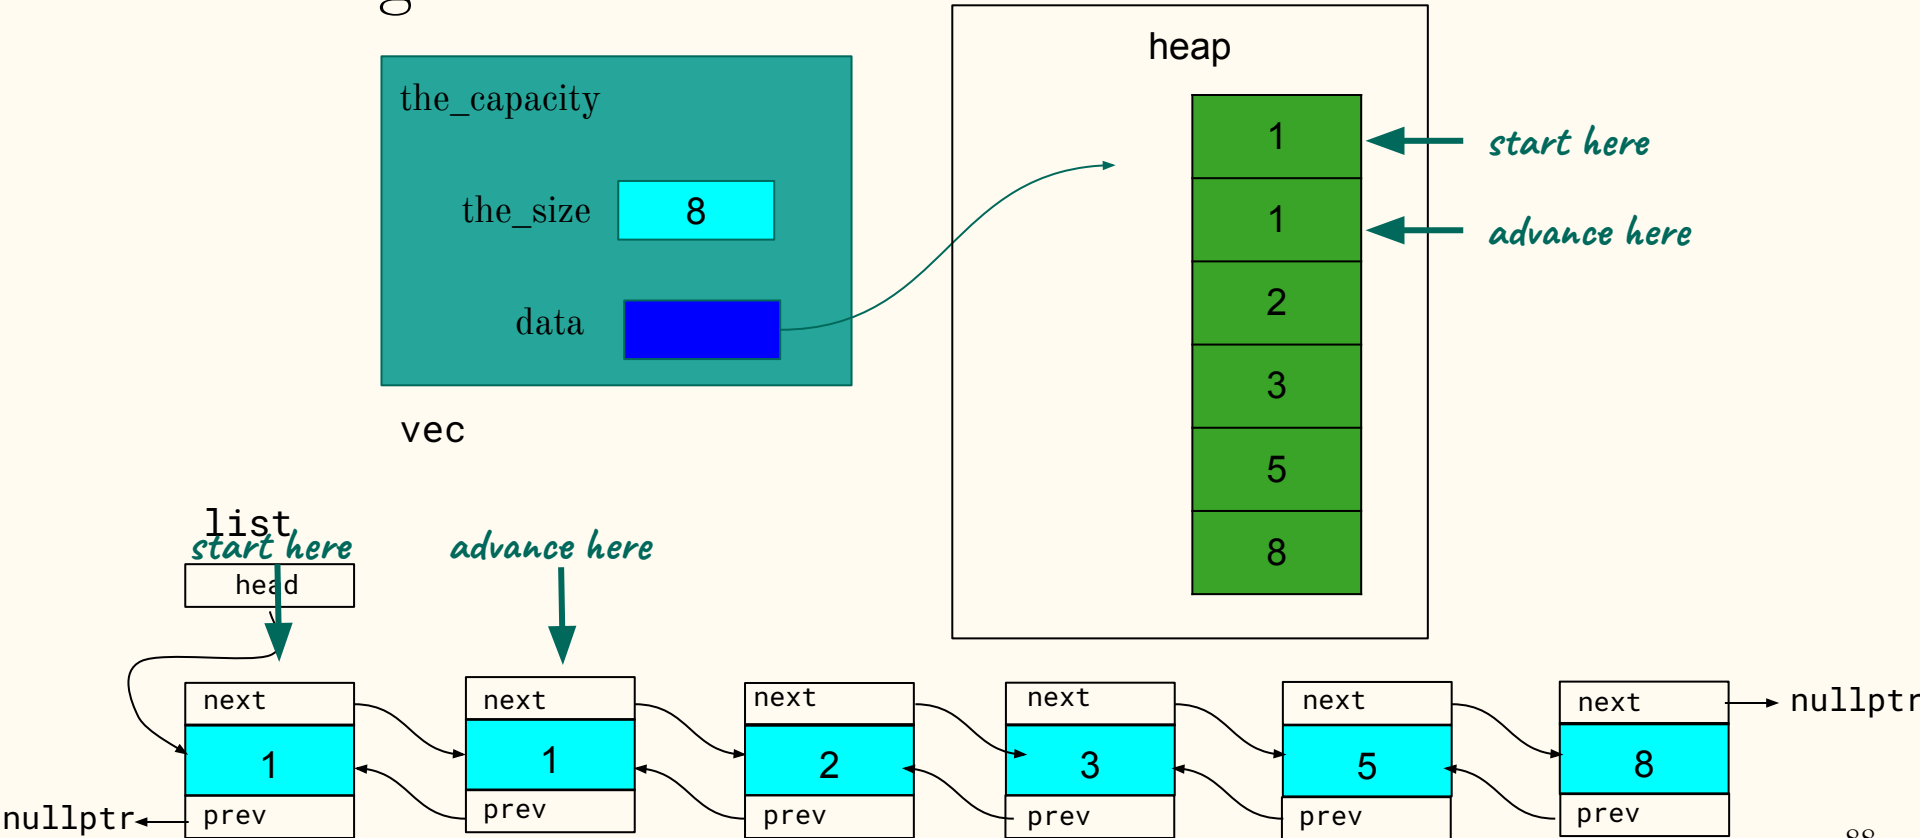 heap
the_capacity
the_size 8
data
vec
1 start here
1 advance here
2
3
5
8
list
start here advance here
head
next next next next next next nullptr
1 1 2 3 5 8
nullptr prev prev prev prev prev prev